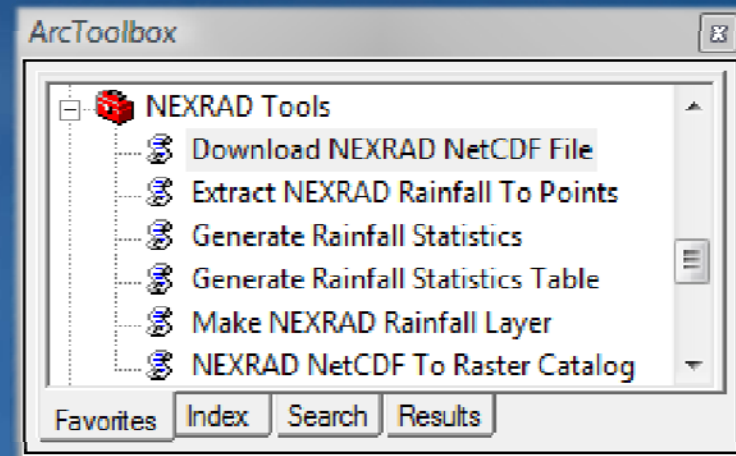 ArcToolbox
NEXRAD Tools
Download NEXRAD NetCDF File
Extract NEXRAD Rainfall To Points
Generate Rainfall Statistics
Generate Rainfall Statistics Table
Make NEXRAD Rainfall Layer
NEXRAD NetCDF To Raster Catalog
Favorites Index Search Results